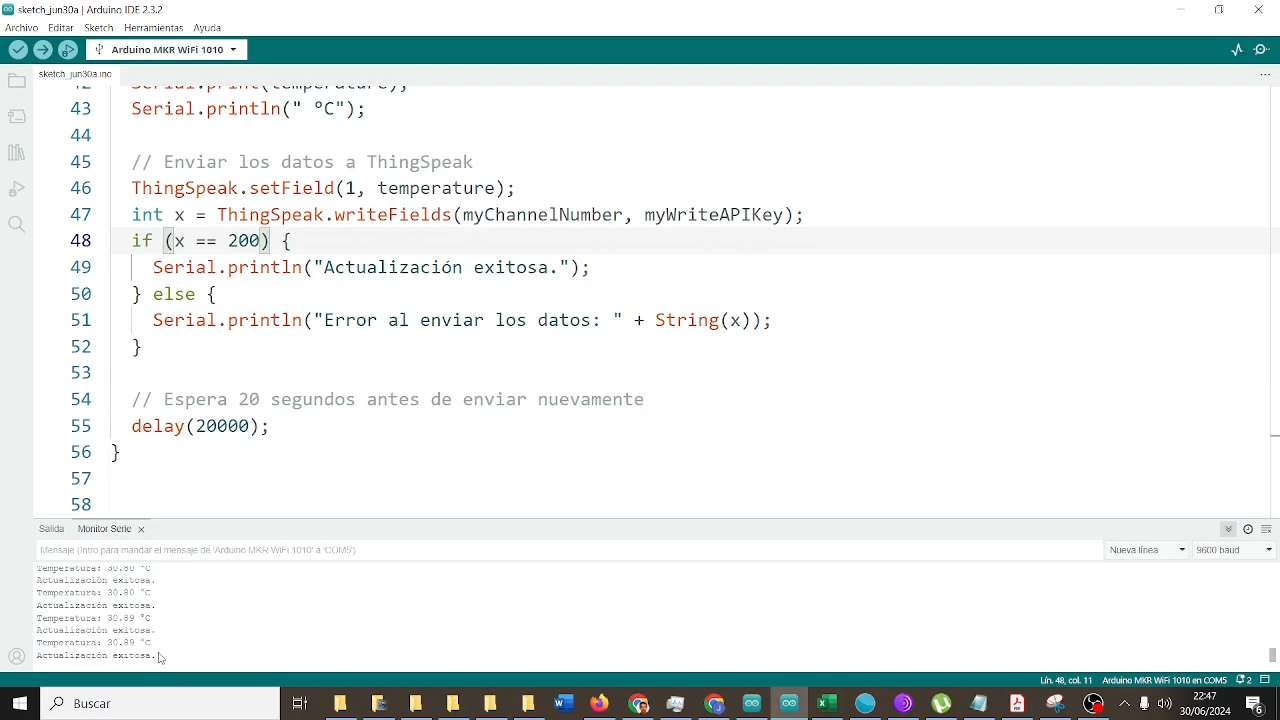 sketch_jun30a | Arduino IDE 2.3.2
Archivo Editar Sketch Herramientas Ayuda
Arduino MKR WiFi 1010
sketch_jun30a.ino
42 Serial.print(temperature);
43 Serial.println(" °C");
44
45 // Enviar los datos a ThingSpeak
46 ThingSpeak.setField(1, temperature);
47 int x = ThingSpeak.writeFields(myChannelNumber, myWriteAPIKey);
48 if (x == 200) {
49 Serial.println("Actualización exitosa.");
50 } else {
51 Serial.println("Error al enviar los datos: " + String(x));
52 }
53
54 // Espera 20 segundos antes de enviar nuevamente
55 delay(20000);
56 }
57
58
Salida Monitor Serie
Mensaje (Intro para mandar el mensaje de 'Arduino MKR WiFi 1010' a 'COM5')
Nueva línea 9600 baud
Temperatura: 30.80 °C
Actualización exitosa.
Temperatura: 30.80 °C
Actualización exitosa.
Temperatura: 30.89 °C
Actualización exitosa.
Temperatura: 30.89 °C
Actualización exitosa.
Lín. 48, col. 11 Arduino MKR WiFi 1010 en COM5 2
Buscar
22:47
30/06/2024
6